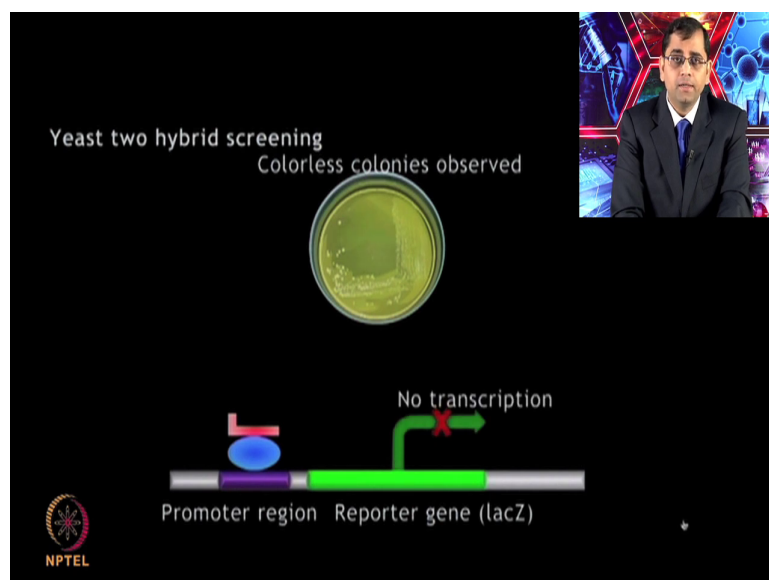 Yeast two hybrid screening
Colorless colonies observed
No transcription
Promoter region
Reporter gene (lacZ)
NPTEL